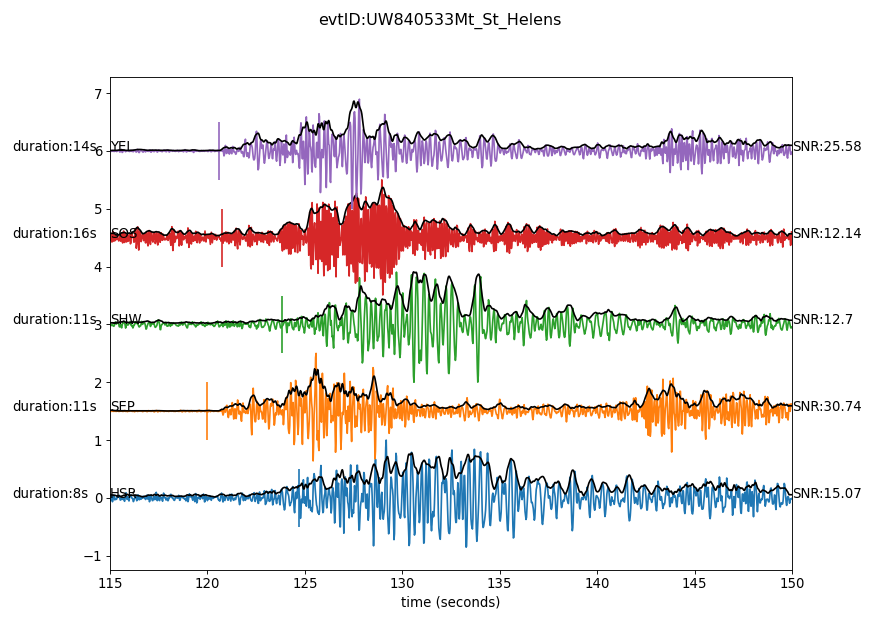 evtID:UW840533Mt_St_Helens
7
duration:14s YEL 6 SNR:25.58
5
duration:16s SOS SNR:12.14
4
duration:11s SHW 3 SNR:12.7
2
duration:11s SEP SNR:30.74
1
duration:8s HSR 0 SNR:15.07
−1
115 120 125 130 135 140 145 150
time (seconds)